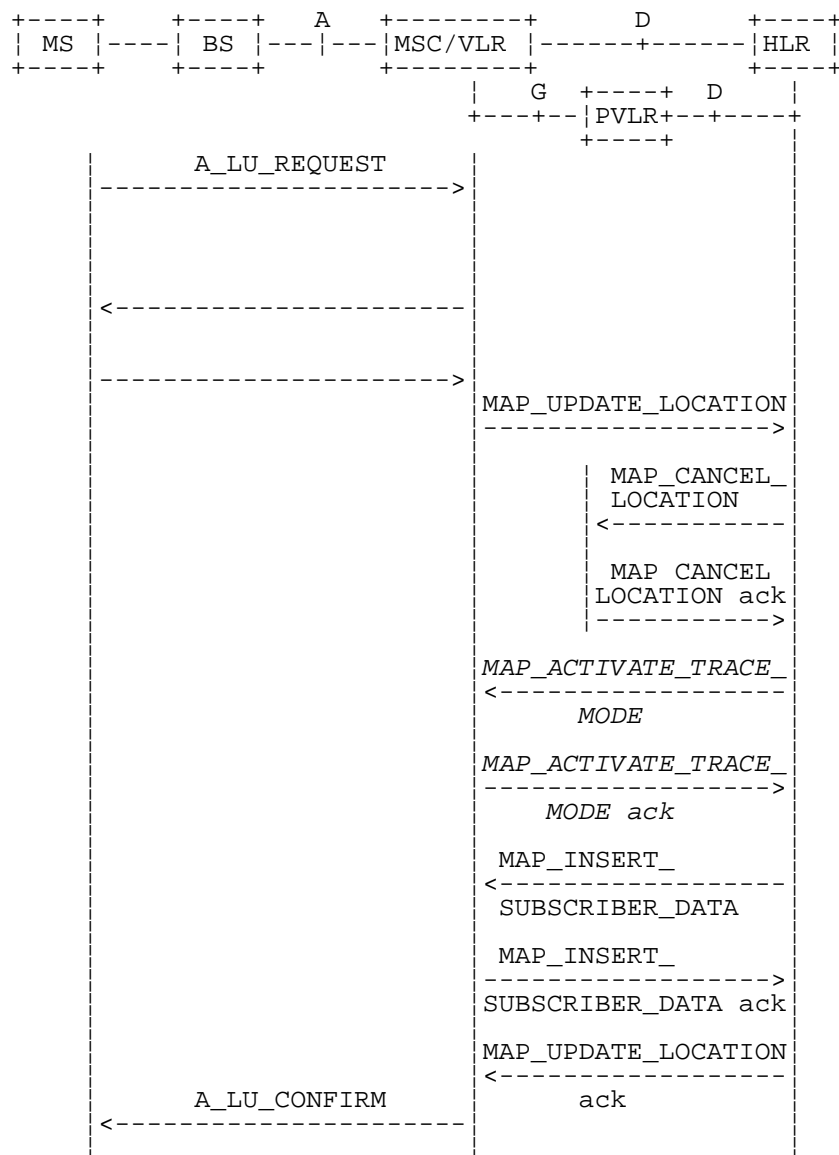 A D
MS BS MSC/VLR HLR
G D
PVLR
A_LU_REQUEST
MAP_UPDATE_LOCATION
MAP_CANCEL_
LOCATION
MAP CANCEL
LOCATION ack
MAP_ACTIVATE_TRACE_
MODE
MAP_ACTIVATE_TRACE_
MODE ack
MAP_INSERT_
SUBSCRIBER_DATA
MAP_INSERT_
SUBSCRIBER_DATA ack
MAP_UPDATE_LOCATION
A_LU_CONFIRM ack